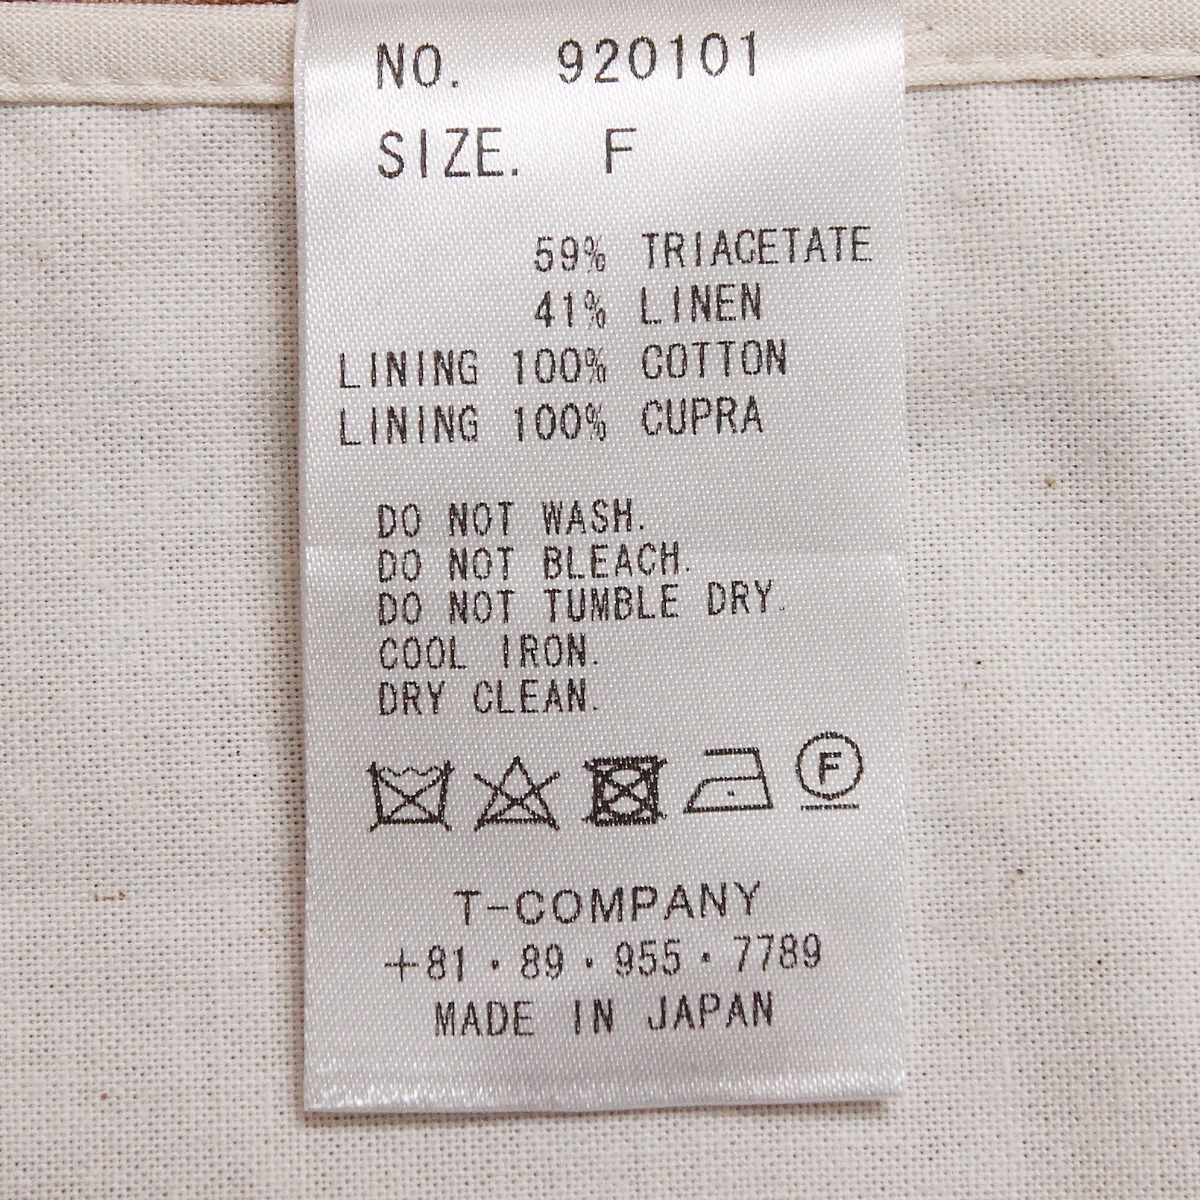 NO. 920101
SIZE. F
59% TRIACETATE
41% LINEN
LINING 100% COTTON
LINING 100% CUPRA
DO NOT WASH.
DO NOT BLEACH.
DO NOT TUMBLE DRY.
COOL IRON.
DRY CLEAN.
F
T-COMPANY
+81・89・955・7789
MADE IN JAPAN